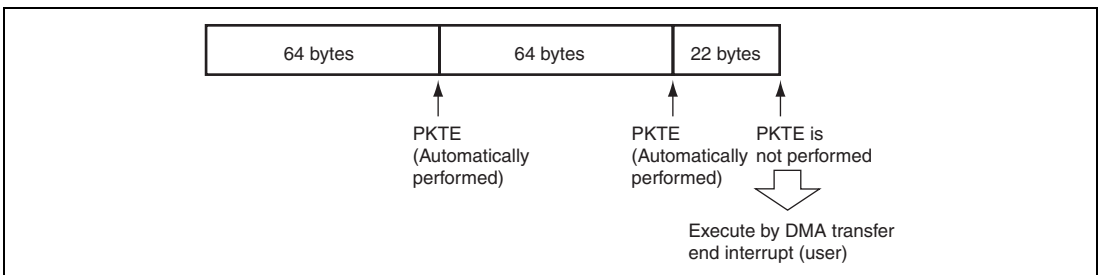 64 bytes
64 bytes
22 bytes
PKTE
(Automatically
performed)
PKTE
(Automatically
performed)
PKTE is
not performed
Execute by DMA transfer
end interrupt (user)